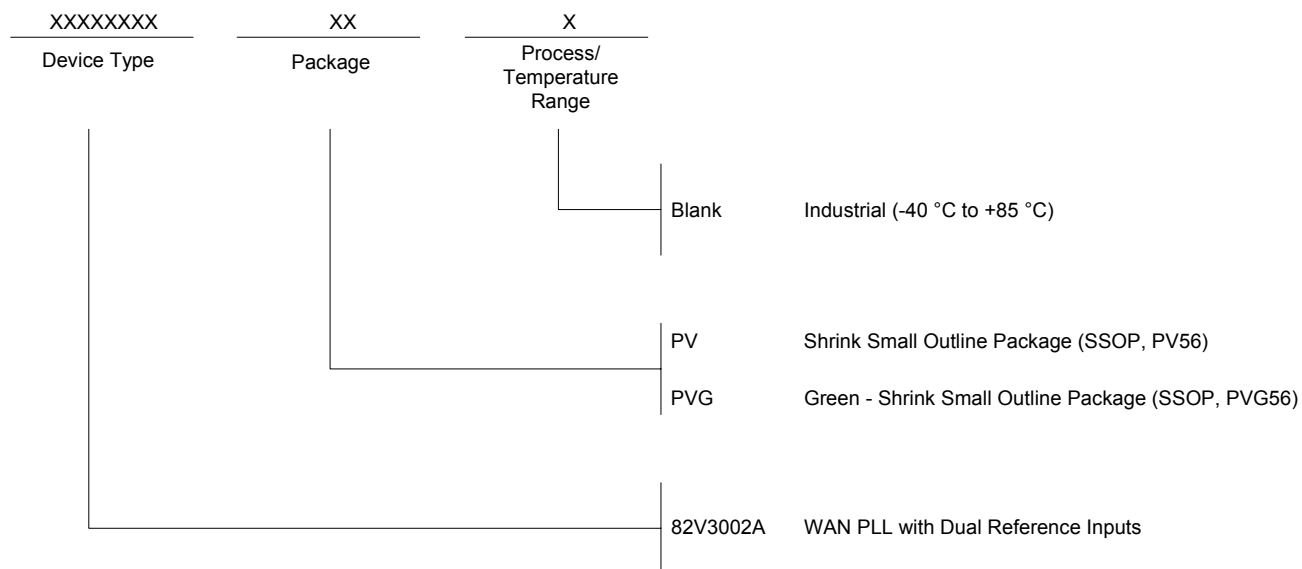 XXXXXXXX XX X
Device Type Package Process/
Temperature
Range
Blank Industrial (-40 °C to +85 °C)
PV Shrink Small Outline Package (SSOP, PV56)
PVG Green - Shrink Small Outline Package (SSOP, PVG56)
82V3002A WAN PLL with Dual Reference Inputs